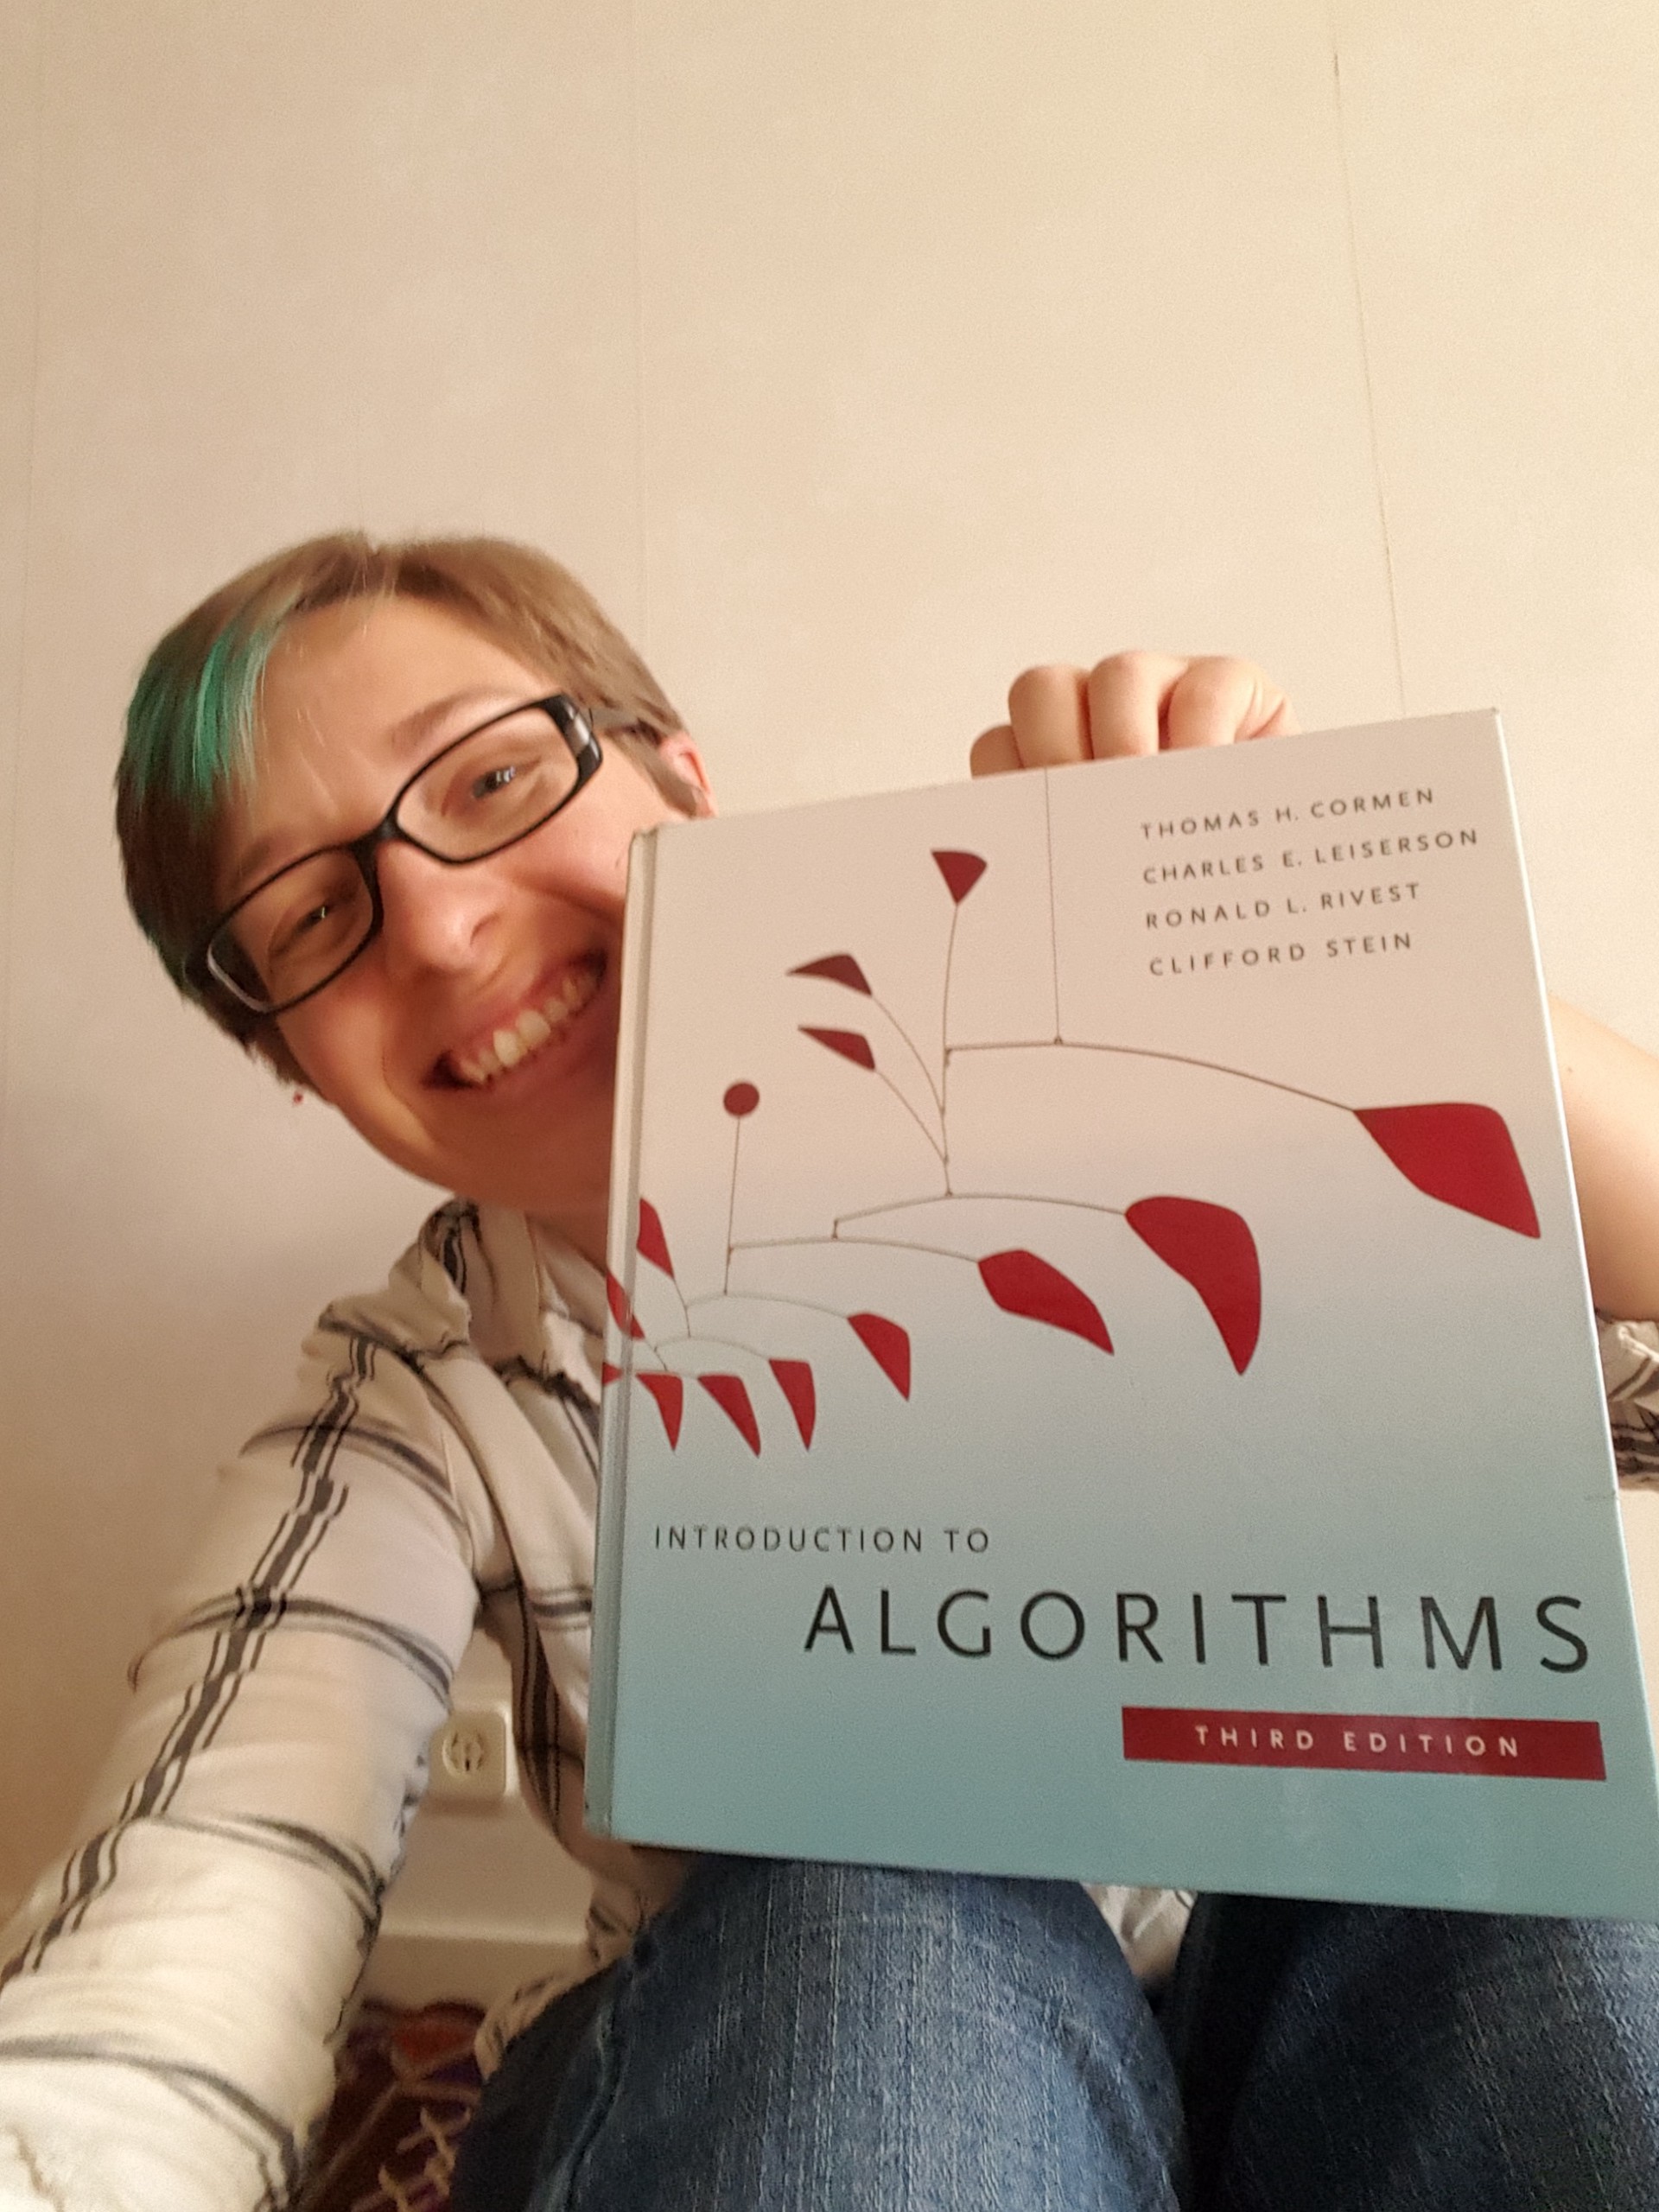 THOMAS H. CORMEN
CHARLES E. LEISERSON
RONALD L. RIVEST
CLIFFORD STEIN
INTRODUCTION TO
ALGORITHMS
THIRD EDITION